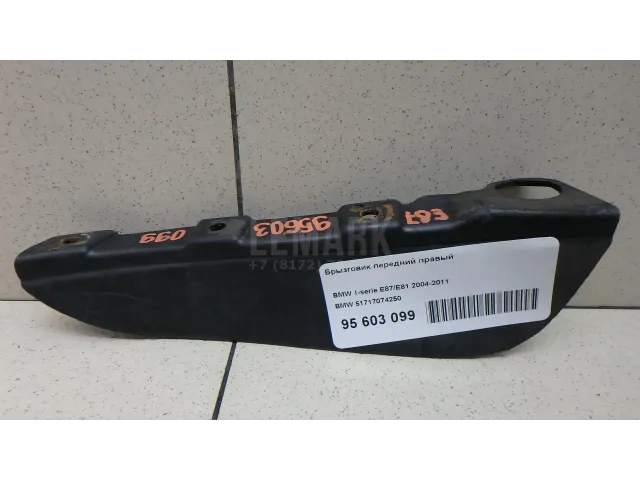 E87
95603
099
LEMARK
+7 (8172)
Брызговик передний правый
BMW 1-serie E87/E81 2004-2011
BMW 51717074250
95 603 099